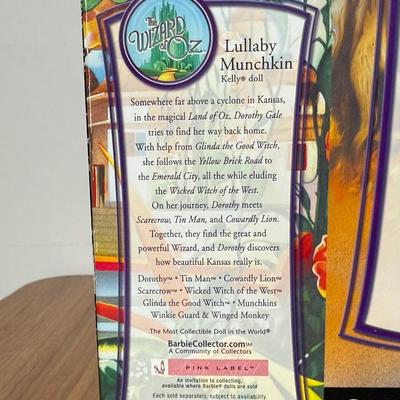 The
WIZARD
of OZ™
Lullaby
Munchkin
Kelly® doll
Somewhere far above a cyclone in Kansas,
in the magical Land of Oz, Dorothy Gale
tries to find her way back home.
With help from Glinda the Good Witch,
she follows the Yellow Brick Road to
the Emerald City, all the while eluding
the Wicked Witch of the West.
On her journey, Dorothy meets
Scarecrow, Tin Man, and Cowardly Lion.
Together, they find the great and
powerful Wizard, and Dorothy discovers
how beautiful Kansas really is.
Dorothy™ • Tin Man™ • Cowardly Lion™
Scarecrow™ • Wicked Witch of the West™
Glinda the Good Witch™ • Munchkins
Winkie Guard & Winged Monkey
The Most Collectible Doll in the World®
BarbieCollector.com℠
A Community of Collectors
PINK LABEL™
An invitation to collecting,
available where Barbie® dolls are sold
Each sold separately, subject to availability.